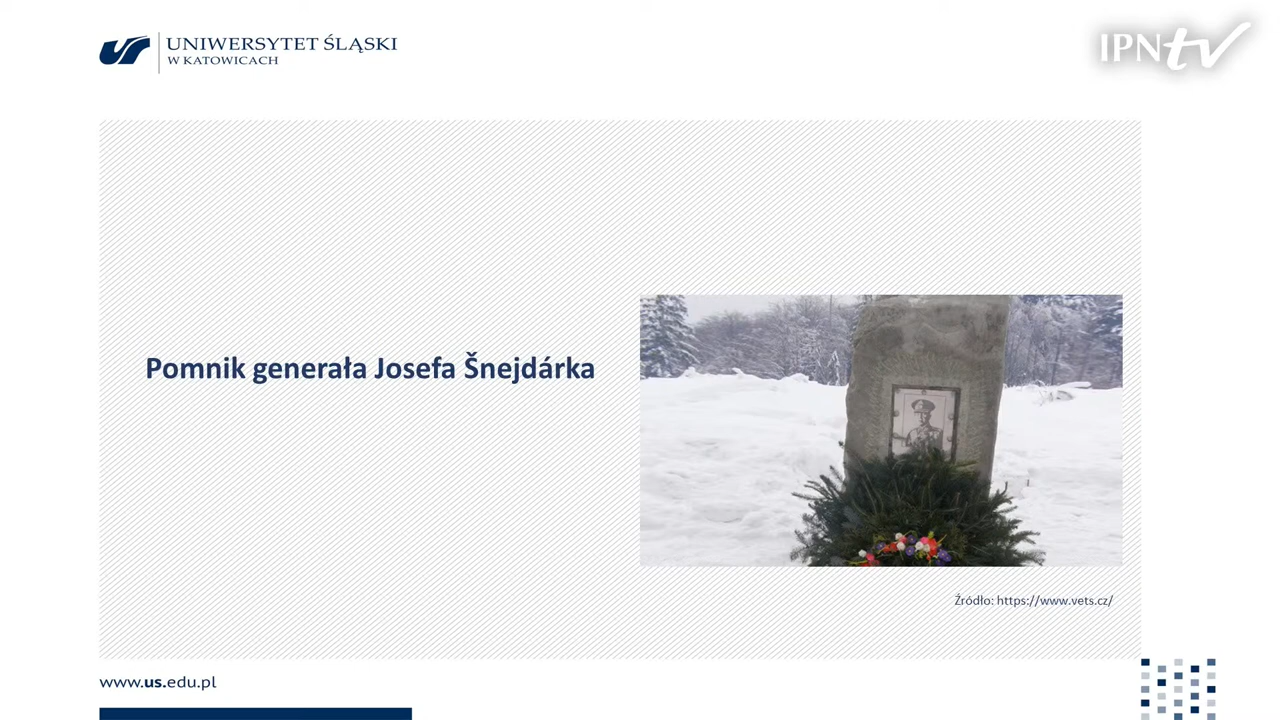 UNIWERSYTET ŚLĄSKI
W KATOWICACH
IPNtv
Pomnik generała Josefa Šnejdárka
Źródło: https://www.vets.cz/
www.us.edu.pl